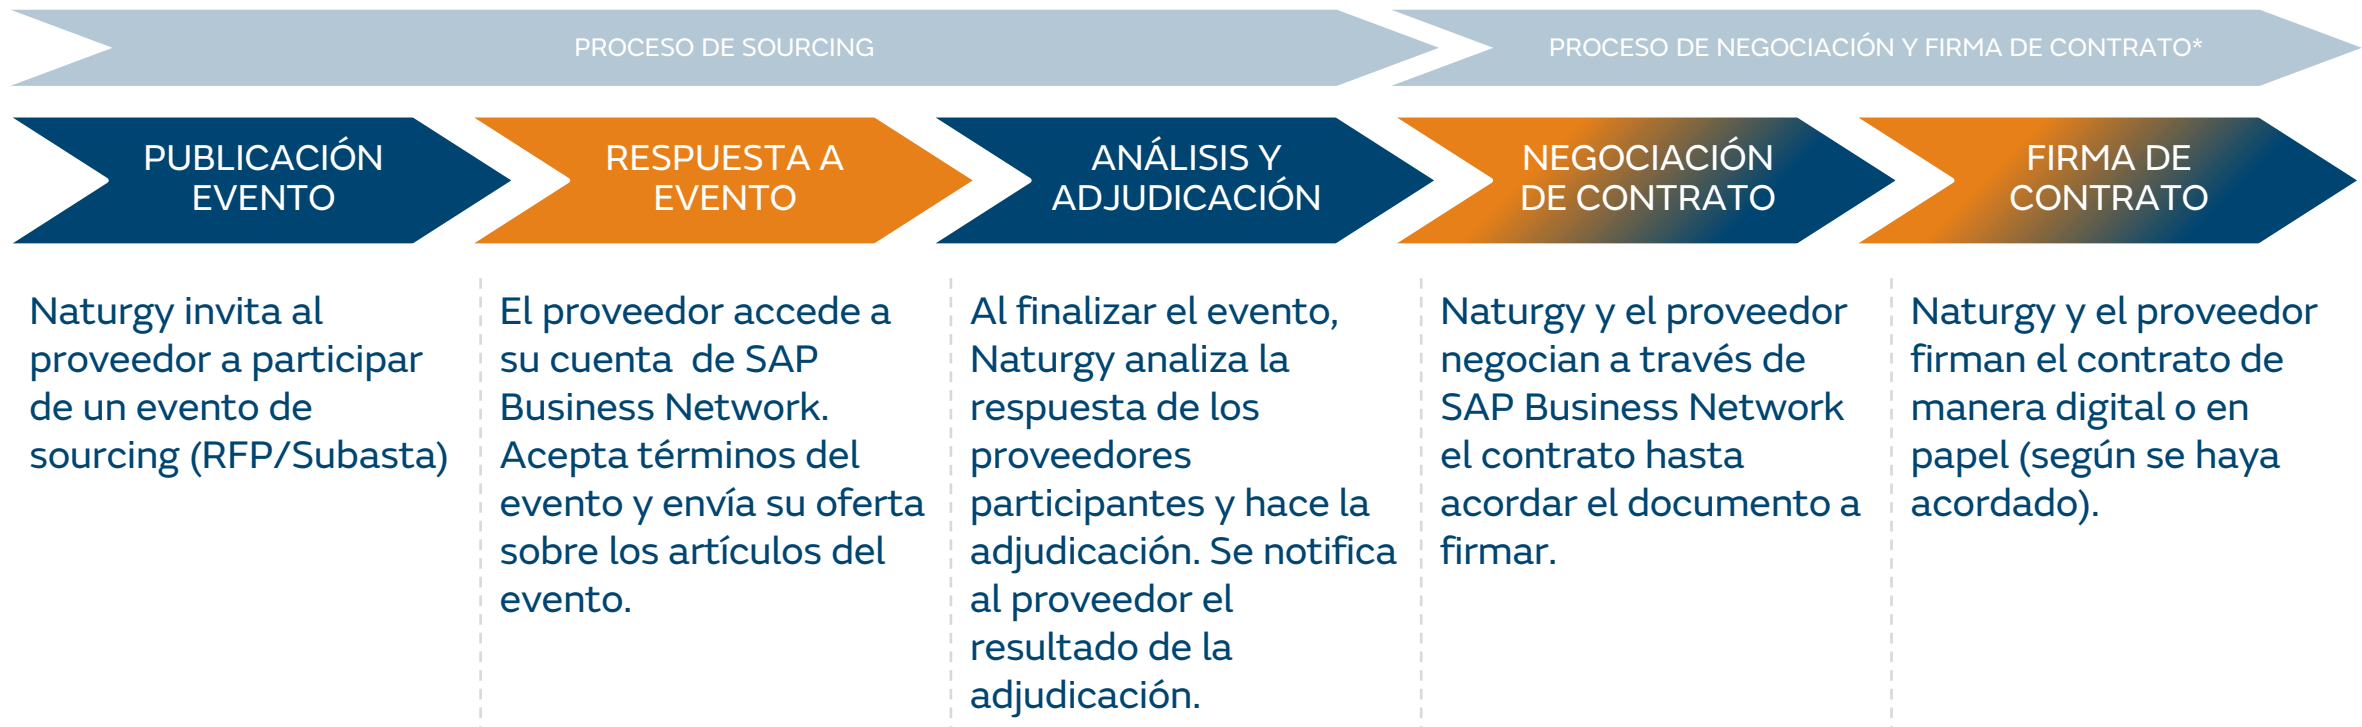 PROCESO DE SOURCING
PROCESO DE NEGOCIACIÓN Y FIRMA DE CONTRATO*
PUBLICACIÓN
EVENTO
RESPUESTA A
EVENTO
ANÁLISIS Y
ADJUDICACIÓN
NEGOCIACIÓN
DE CONTRATO
FIRMA DE
CONTRATO
Naturgy invita al
proveedor a participar
de un evento de
sourcing (RFP/Subasta)
El proveedor accede a
su cuenta de SAP
Business Network.
Acepta términos del
evento y envía su oferta
sobre los artículos del
evento.
Al finalizar el evento,
Naturgy analiza la
respuesta de los
proveedores
participantes y hace la
adjudicación. Se notifica
al proveedor el
resultado de la
adjudicación.
Naturgy y el proveedor
negocian a través de
SAP Business Network
el contrato hasta
acordar el documento a
firmar.
Naturgy y el proveedor
firman el contrato de
manera digital o en
papel (según se haya
acordado).